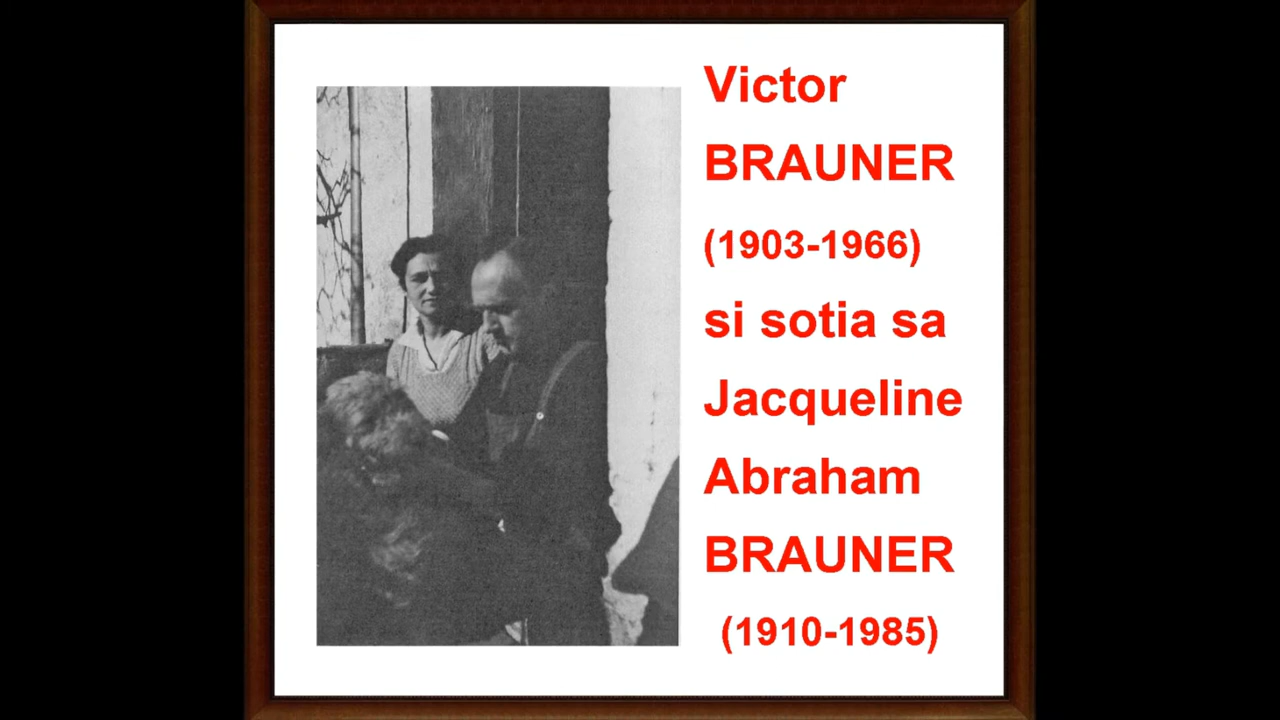 Victor
BRAUNER
(1903-1966)
si sotia sa
Jacqueline
Abraham
BRAUNER
(1910-1985)